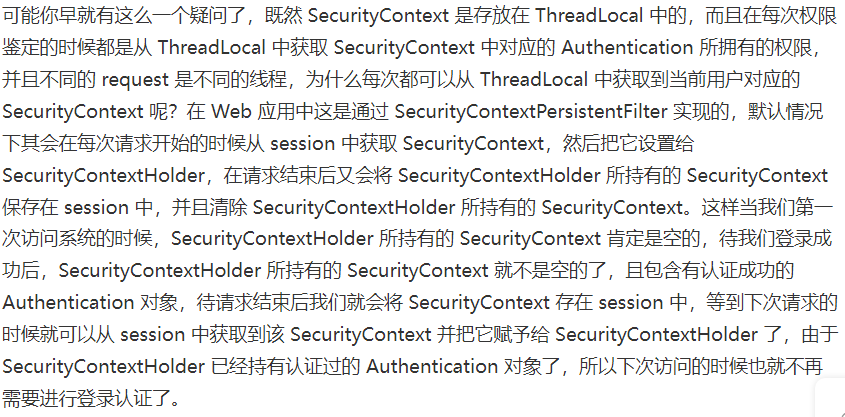 可能你早就有这么一个疑问了，既然 SecurityContext 是存放在 ThreadLocal 中的，而且在每次权限
鉴定的时候都是从 ThreadLocal 中获取 SecurityContext 中对应的 Authentication 所拥有的权限，
并且不同的 request 是不同的线程，为什么每次都可以从 ThreadLocal 中获取到当前用户对应的
SecurityContext 呢？在 Web 应用中这是通过 SecurityContextPersistentFilter 实现的，默认情况
下其会在每次请求开始的时候从 session 中获取 SecurityContext，然后把它设置给
SecurityContextHolder，在请求结束后又会将 SecurityContextHolder 所持有的 SecurityContext
保存在 session 中，并且清除 SecurityContextHolder 所持有的 SecurityContext。这样当我们第一
次访问系统的时候，SecurityContextHolder 所持有的 SecurityContext 肯定是空的，待我们登录成
功后，SecurityContextHolder 所持有的 SecurityContext 就不是空的了，且包含有认证成功的
Authentication 对象，待请求结束后我们就会将 SecurityContext 存在 session 中，等到下次请求的
时候就可以从 session 中获取到该 SecurityContext 并把它赋予给 SecurityContextHolder 了，由于
SecurityContextHolder 已经持有认证过的 Authentication 对象了，所以下次访问的时候也就不再
需要进行登录认证了。